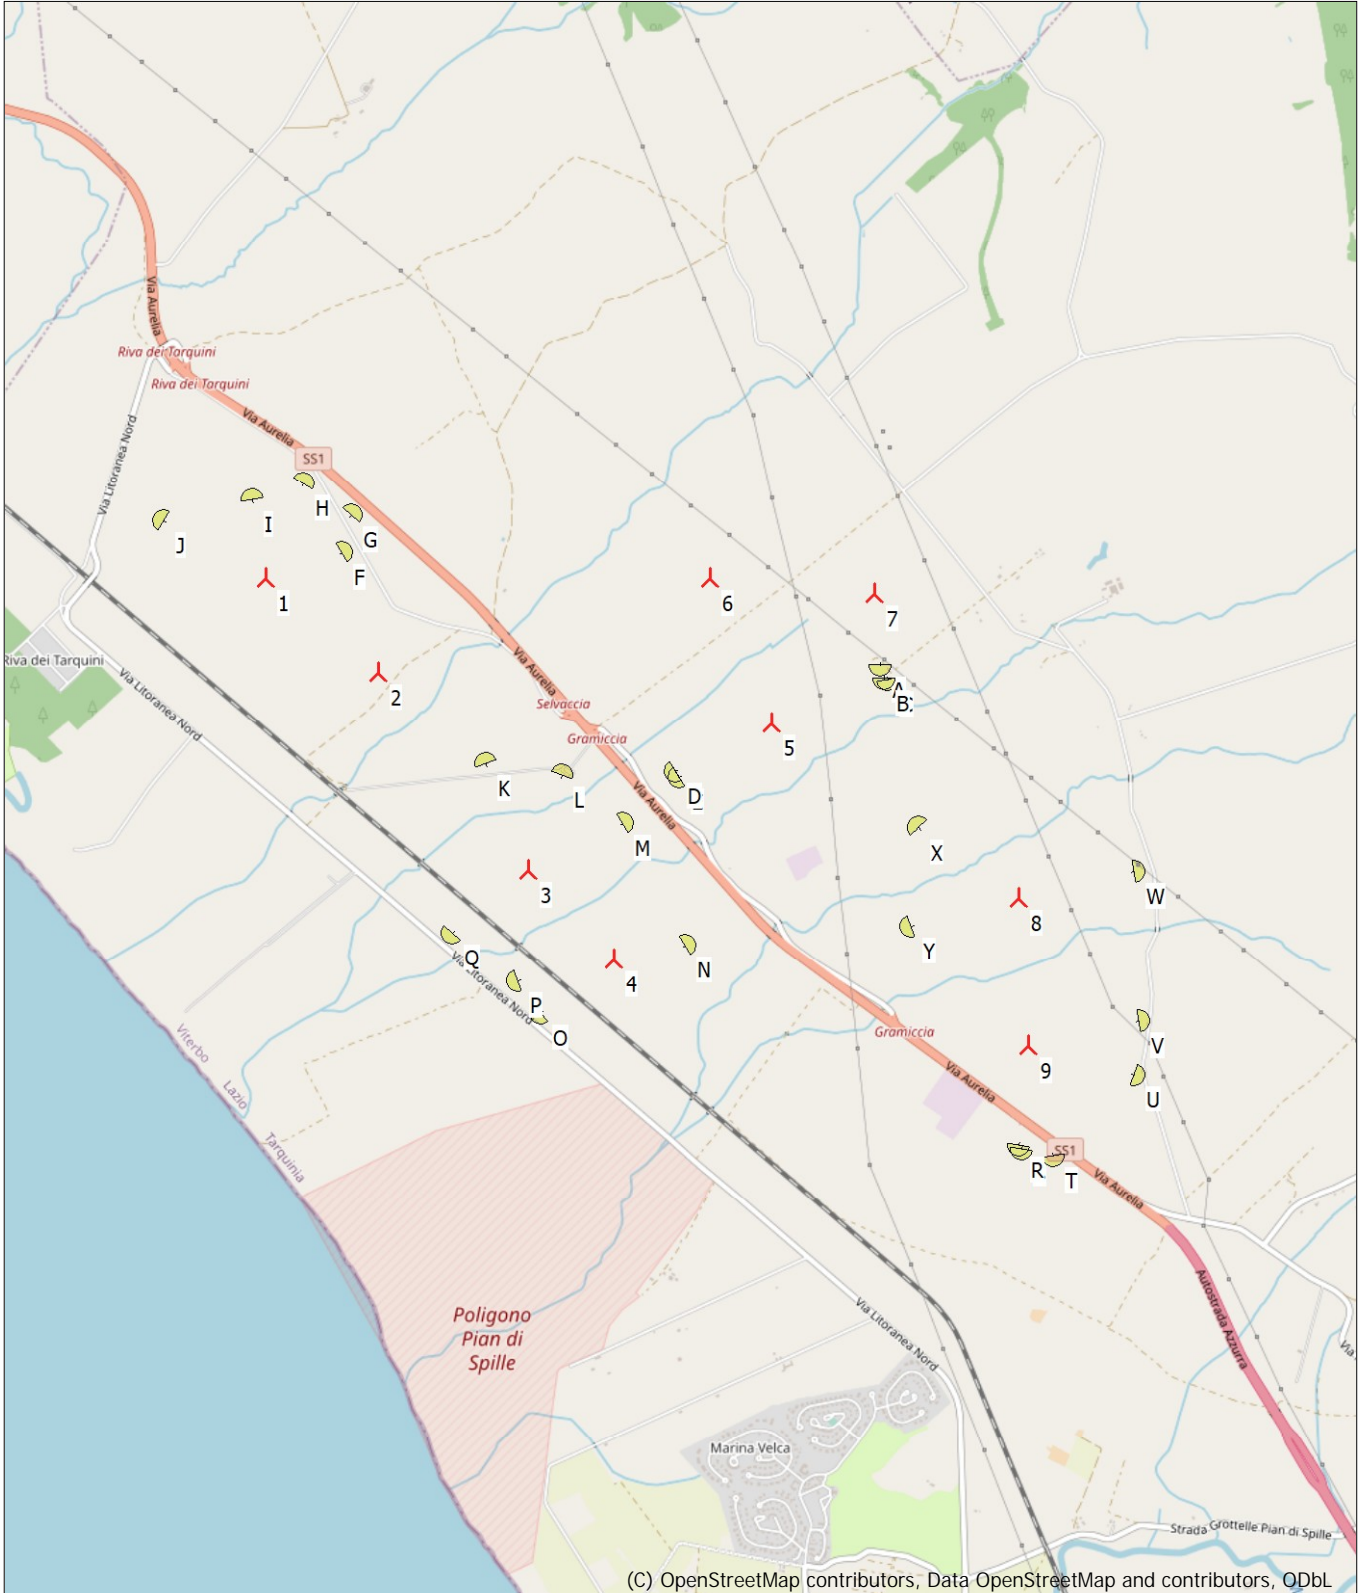 Via Aurelia
Riva dei Tarquini
Riva dei Tarquini
Via Aurelia
Via Litoranea Nord
SS1
H
I
G
J
F
1
6
7
Riva dei Tarquini
Via Litoranea Nord
2
Via Aurelia
Selvaccia
Gramiccia
A
B
5
K
L
D
Via Aurelia
M
X
3
W
8
Y
Q
N
4
Via Litoranea Nord
P
O
Gramiccia
Viterbo
Lazio
V
9
Via Aurelia
U
Tarquinia
SS1
R
T
Via Aurelia
Poligono
Pian di
Spille
Via Litoranea Nord
Autostrada Azzurra
Marina Velca
Strada Grottelle Pian di Spille
(C) OpenStreetMap contributors, Data OpenStreetMap and contributors, ODbL